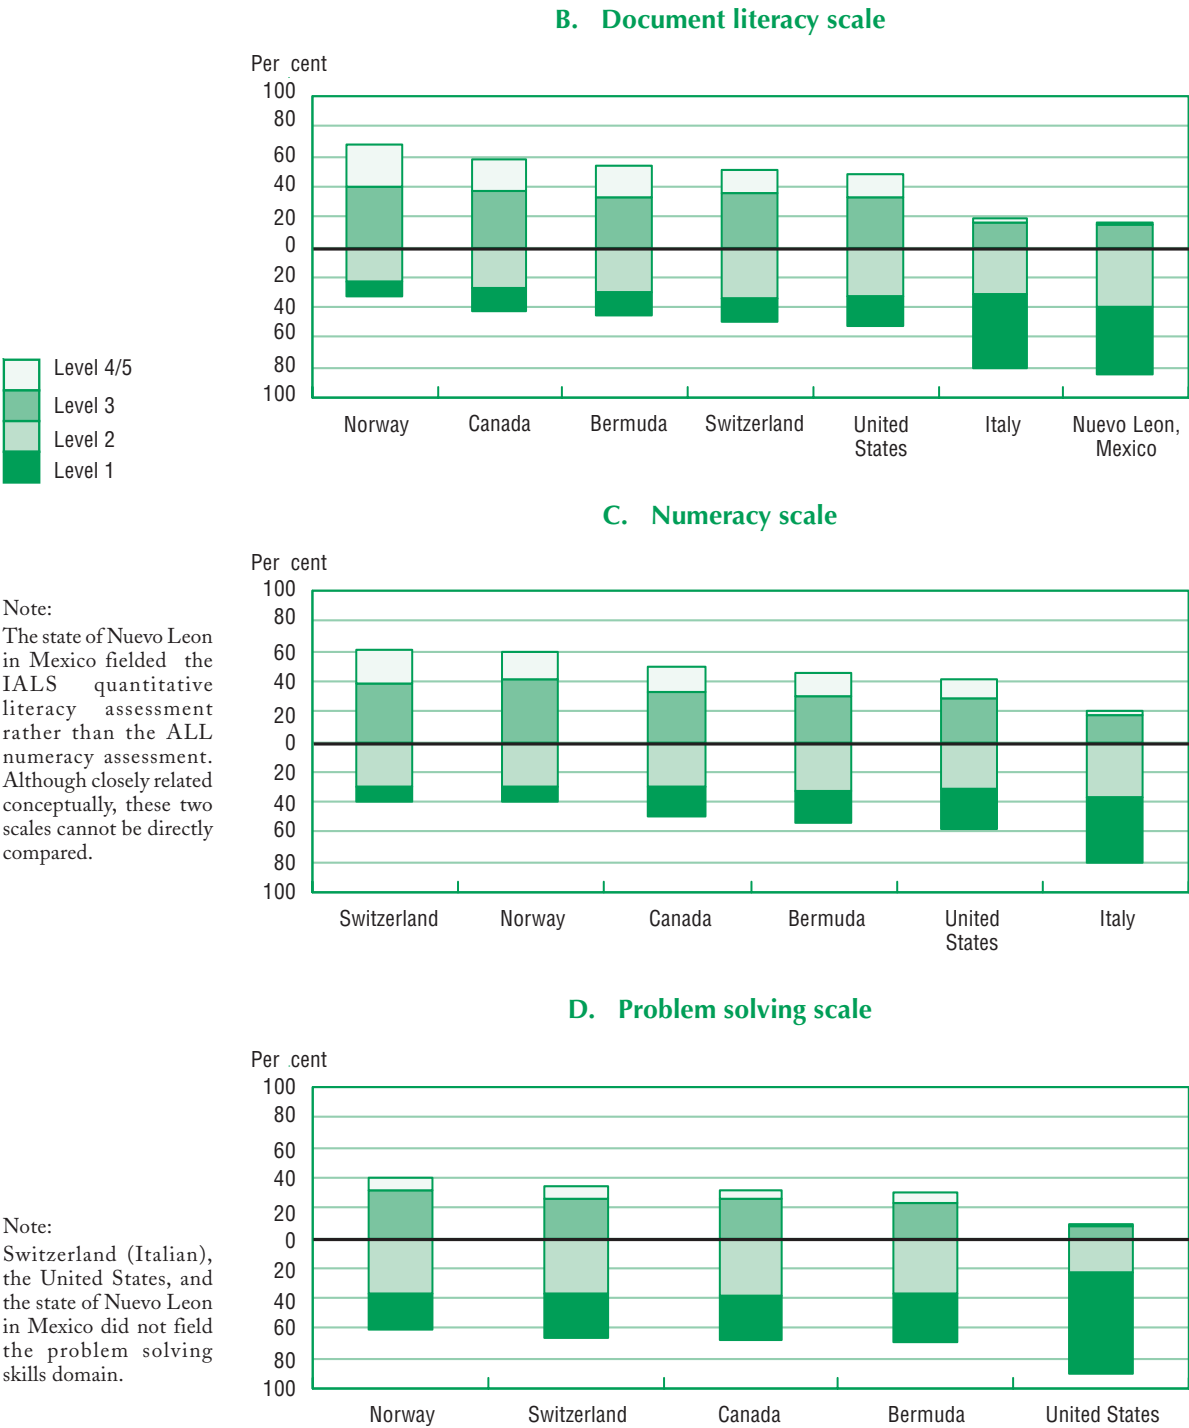 B. Document literacy scale
Per cent
100
80
60
40
20
0
20
40
60
80
100
Norway
Canada
Bermuda
Switzerland
United
States
Italy
Nuevo Leon,
Mexico
Level 4/5
Level 3
Level 2
Level 1
C. Numeracy scale
Per cent
100
80
60
40
20
0
20
40
60
80
100
Switzerland
Norway
Canada
Bermuda
United
States
Italy
Note:
The state of Nuevo Leon
in Mexico fielded the
IALS quantitative
literacy assessment
rather than the ALL
numeracy assessment.
Although closely related
conceptually, these two
scales cannot be directly
compared.
D. Problem solving scale
Per cent
100
80
60
40
20
0
20
40
60
80
100
Norway
Switzerland
Canada
Bermuda
United States
Note:
Switzerland (Italian),
the United States, and
the state of Nuevo Leon
in Mexico did not field
the problem solving
skills domain.